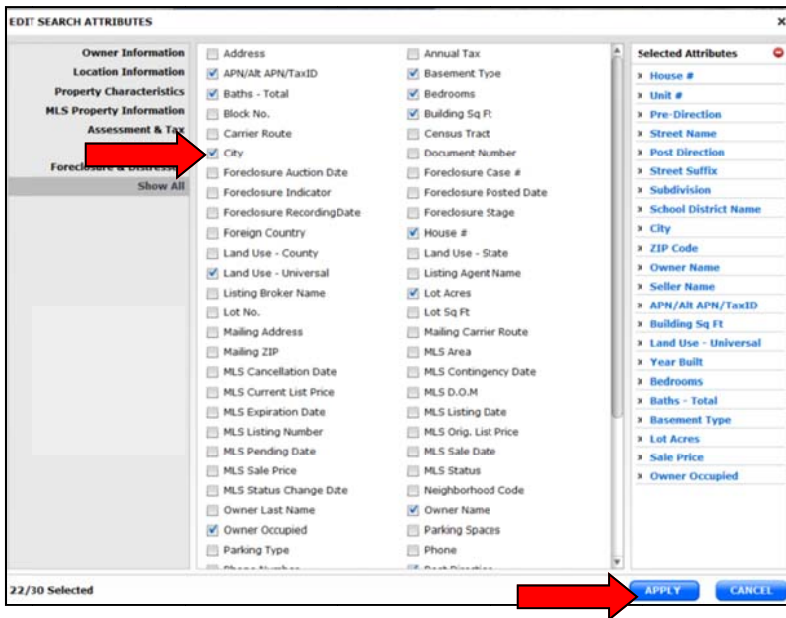 EDIT SEARCH ATTRIBUTES
x
Owner Information
Location Information
Property Characteristics
MLS Property Information
Assessment & Tax
Foreclosure & Distressed
Show All
Address
Annual Tax
APN/Alt APN/TaxID
Basement Type
Baths - Total
Bedrooms
Block No.
Building Sq Ft
Carrier Route
Census Tract
City
Document Number
Foreclosure Auction Date
Foreclosure Case #
Foreclosure Indicator
Foreclosure Posted Date
Foreclosure RecordingDate
Foreclosure Stage
Foreign Country
House #
Land Use - County
Land Use - State
Land Use - Universal
Listing Agent Name
Listing Broker Name
Lot Acres
Lot No.
Lot Sq Ft
Mailing Address
Mailing Carrier Route
Mailing ZIP
MLS Area
MLS Cancellation Date
MLS Contingency Date
MLS Current List Price
MLS D.O.M
MLS Expiration Date
MLS Listing Date
MLS Listing Number
MLS Orig. List Price
MLS Pending Date
MLS Sale Date
MLS Sale Price
MLS Status
MLS Status Change Date
Neighborhood Code
Owner Last Name
Owner Name
Owner Occupied
Parking Spaces
Parking Type
Phone
Phone Number
Post Direction
Selected Attributes
House #
Unit #
Pre-Direction
Street Name
Post Direction
Street Suffix
Subdivision
School District Name
City
ZIP Code
Owner Name
Seller Name
APN/Alt APN/TaxID
Building Sq Ft
Land Use - Universal
Year Built
Bedrooms
Baths - Total
Basement Type
Lot Acres
Sale Price
Owner Occupied
22/30 Selected
APPLY
CANCEL